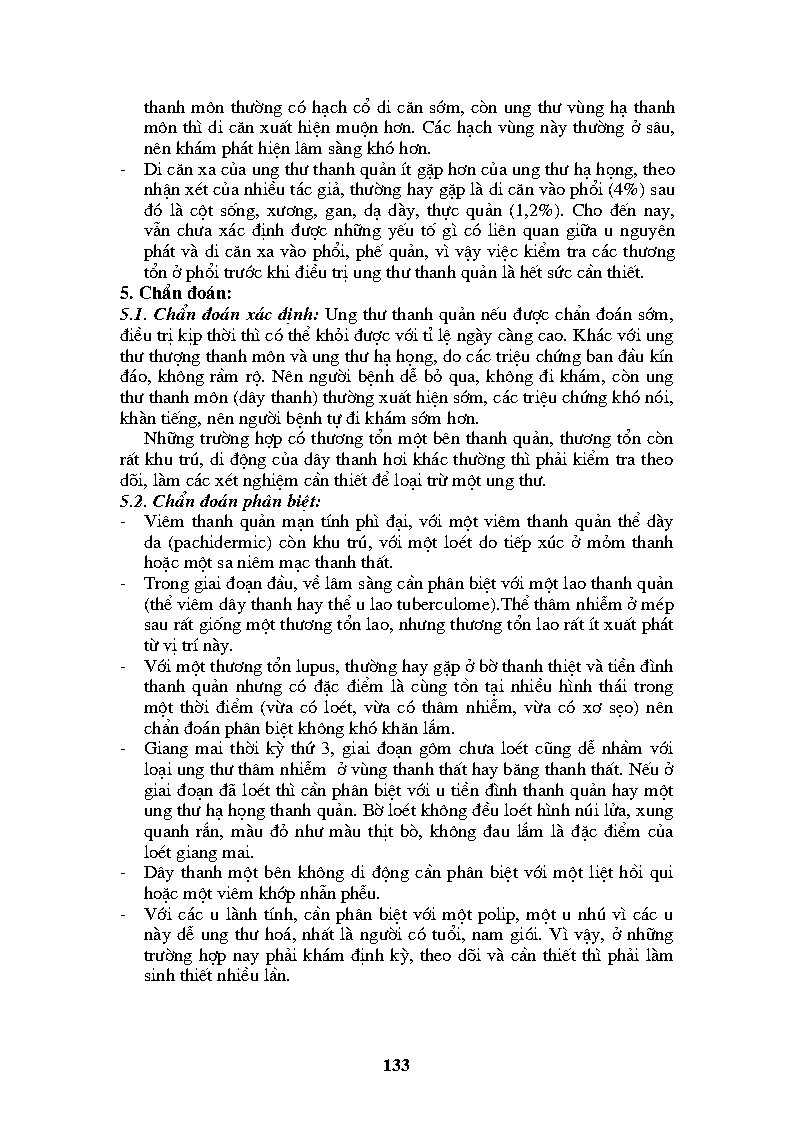 thanh môn thường có hạch cổ di căn sớm, còn ung thư vùng hạ thanh
môn thì di căn xuất hiện muộn hơn. Các hạch vùng này thường ở sâu,
nên khám phát hiện lâm sàng khó hơn.
- Di căn xa của ung thư thanh quản ít gặp hơn của ung thư hạ họng, theo
nhận xét của nhiều tác giả, thường hay gặp là di căn vào phổi (4%) sau
đó là cột sống, xương, gan, dạ dày, thực quản (1,2%). Cho đến nay,
vẫn chưa xác định được những yếu tố gì có liên quan giữa u nguyên
phát và di căn xa vào phổi, phế quản, vì vậy việc kiểm tra các thương
tổn ở phổi trước khi điều trị ung thư thanh quản là hết sức cần thiết.
5. Chẩn đoán:
5.1. Chẩn đoán xác định: Ung thư thanh quản nếu được chẩn đoán sớm,
điều trị kịp thời thì có thể khỏi được với tỉ lệ ngày càng cao. Khác với ung
thư thượng thanh môn và ung thư hạ họng, do các triệu chứng ban đầu kín
đáo, không rầm rộ. Nên người bệnh dễ bỏ qua, không đi khám, còn ung
thư thanh môn (dây thanh) thường xuất hiện sớm, các triệu chứng khó nói,
khàn tiếng, nên người bệnh tự đi khám sớm hơn.
Những trường hợp có thương tổn một bên thanh quản, thương tổn còn
rất khu trú, di động của dây thanh hơi khác thường thì phải kiểm tra theo
dõi, làm các xét nghiệm cần thiết để loại trừ một ung thư.
5.2. Chẩn đoán phân biệt:
- Viêm thanh quản mạn tính phì đại, với một viêm thanh quản thể dày
da (pachidermic) còn khu trú, với một loét do tiếp xúc ở mỏm thanh
hoặc một sa niêm mạc thanh thất.
- Trong giai đoạn đầu, về lâm sàng cần phân biệt với một lao thanh quản
(thể viêm dây thanh hay thể u lao tuberculome).Thể thâm nhiễm ở mép
sau rất giống một thương tổn lao, nhưng thương tổn lao rất ít xuất phát
từ vị trí này.
- Với một thương tổn lupus, thường hay gặp ở bờ thanh thiệt và tiền đình
thanh quản nhưng có đặc điểm là cùng tồn tại nhiều hình thái trong
một thời điểm (vừa có loét, vừa có thâm nhiễm, vừa có xơ sẹo) nên
chẩn đoán phân biệt không khó khăn lắm.
- Giang mai thời kỳ thứ 3, giai đoạn gôm chưa loét cũng dễ nhầm với
loại ung thư thâm nhiễm ở vùng thanh thất hay băng thanh thất. Nếu ở
giai đoạn đã loét thì cần phân biệt với u tiền đình thanh quản hay một
ung thư hạ họng thanh quản. Bờ loét không đều loét hình núi lửa, xung
quanh rắn, màu đỏ như màu thịt bò, không đau lắm là đặc điểm của
loét giang mai.
- Dây thanh một bên không di động cần phân biệt với một liệt hồi qui
hoặc một viêm khớp nhẫn phễu.
- Với các u lành tính, cần phân biệt với một polip, một u nhú vì các u
này dễ ung thư hoá, nhất là người có tuổi, nam giới. Vì vậy, ở những
trường hợp nay phải khám định kỳ, theo dõi và cần thiết thì phải làm
sinh thiết nhiều lần.
133